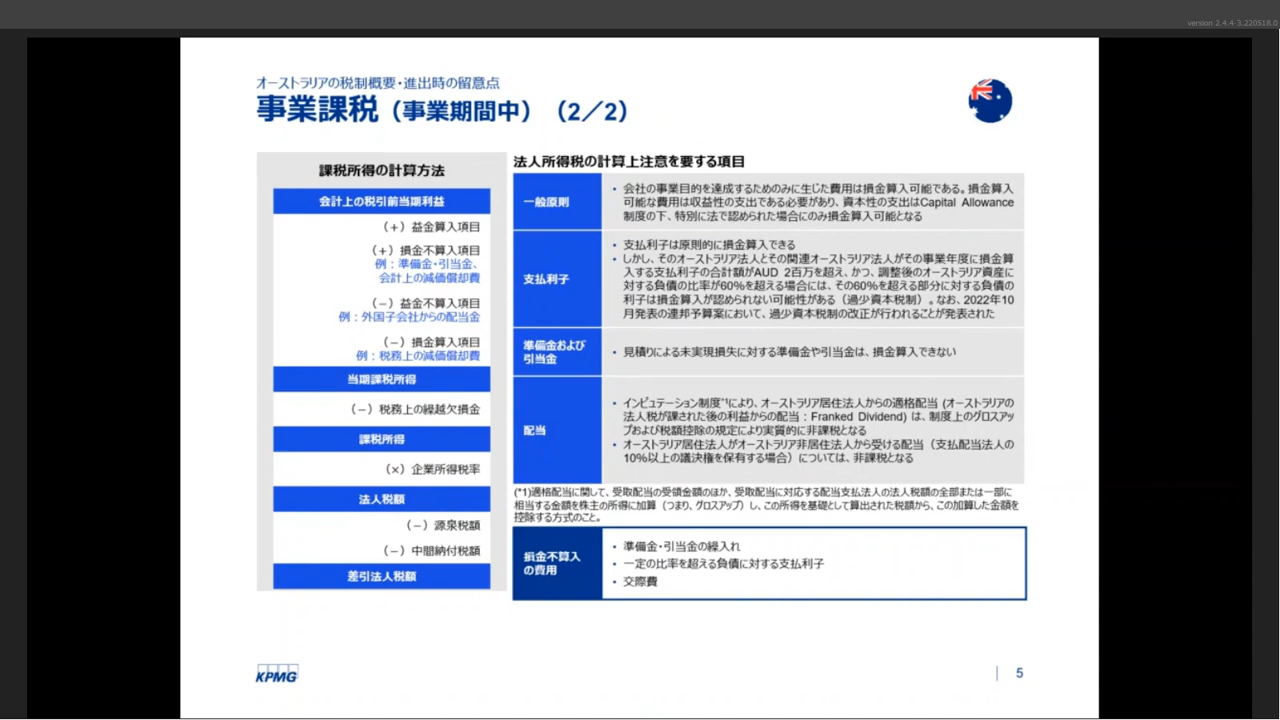 version 2.4.4-3.220518.0
オーストラリアの税制概要・進出時の留意点
事業課税（事業期間中）（2／2）
課税所得の計算方法
会計上の税引前当期利益
（＋）益金算入項目
（＋）損金不算入項目
例：準備金・引当金、
会計上の減価償却費
（－）益金不算入項目
例：外国子会社からの配当金
（－）損金算入項目
例：税務上の減価償却費
当期課税所得
（－）税務上の繰越欠損金
課税所得
（×）企業所得税率
法人税額
（－）源泉税額
（－）中間納付税額
差引法人税額
法人所得税の計算上注意を要する項目
一般原則
• 会社の事業目的を達成するためのみに生じた費用は損金算入可能である。損金算入
可能な費用は収益性の支出である必要があり、資本性の支出はCapital Allowance
制度の下、特別に法で認められた場合にのみ損金算入可能となる
支払利子
• 支払利子は原則的に損金算入できる
• しかし、そのオーストラリア法人とその関連オーストラリア法人がその事業年度に損金算
入する支払利子の合計額がAUD 2百万を超え、かつ、調整後のオーストラリア資産に
対する負債の比率が60%を超える場合には、その60%を超える部分に対する負債の
利子は損金算入が認められない可能性がある（過少資本税制）。なお、2022年10
月発表の連邦予算案において、過少資本税制の改正が行われることが発表された
準備金および
引当金
• 見積りによる未実現損失に対する準備金や引当金は、損金算入できない
配当
• インピュテーション制度*1により、オーストラリア居住法人からの適格配当 (オーストラリアの
法人税が課された後の利益からの配当：Franked Dividend) は、制度上のグロスアッ
プおよび税額控除の規定により実質的に非課税となる
• オーストラリア居住法人がオーストラリア非居住法人から受ける配当（支払配当法人の
10%以上の議決権を保有する場合）については、非課税となる
(*1)適格配当に関して、受取配当の受領金額のほか、受取配当に対応する配当支払法人の法人税額の全部または一部に
相当する金額を株主の所得に加算（つまり、グロスアップ）し、この所得を基礎として算出された税額から、この加算した金額を
控除する方式のこと。
損金不算入
の費用
• 準備金・引当金の繰入れ
• 一定の比率を超える負債に対する支払利子
• 交際費
KPMG
5